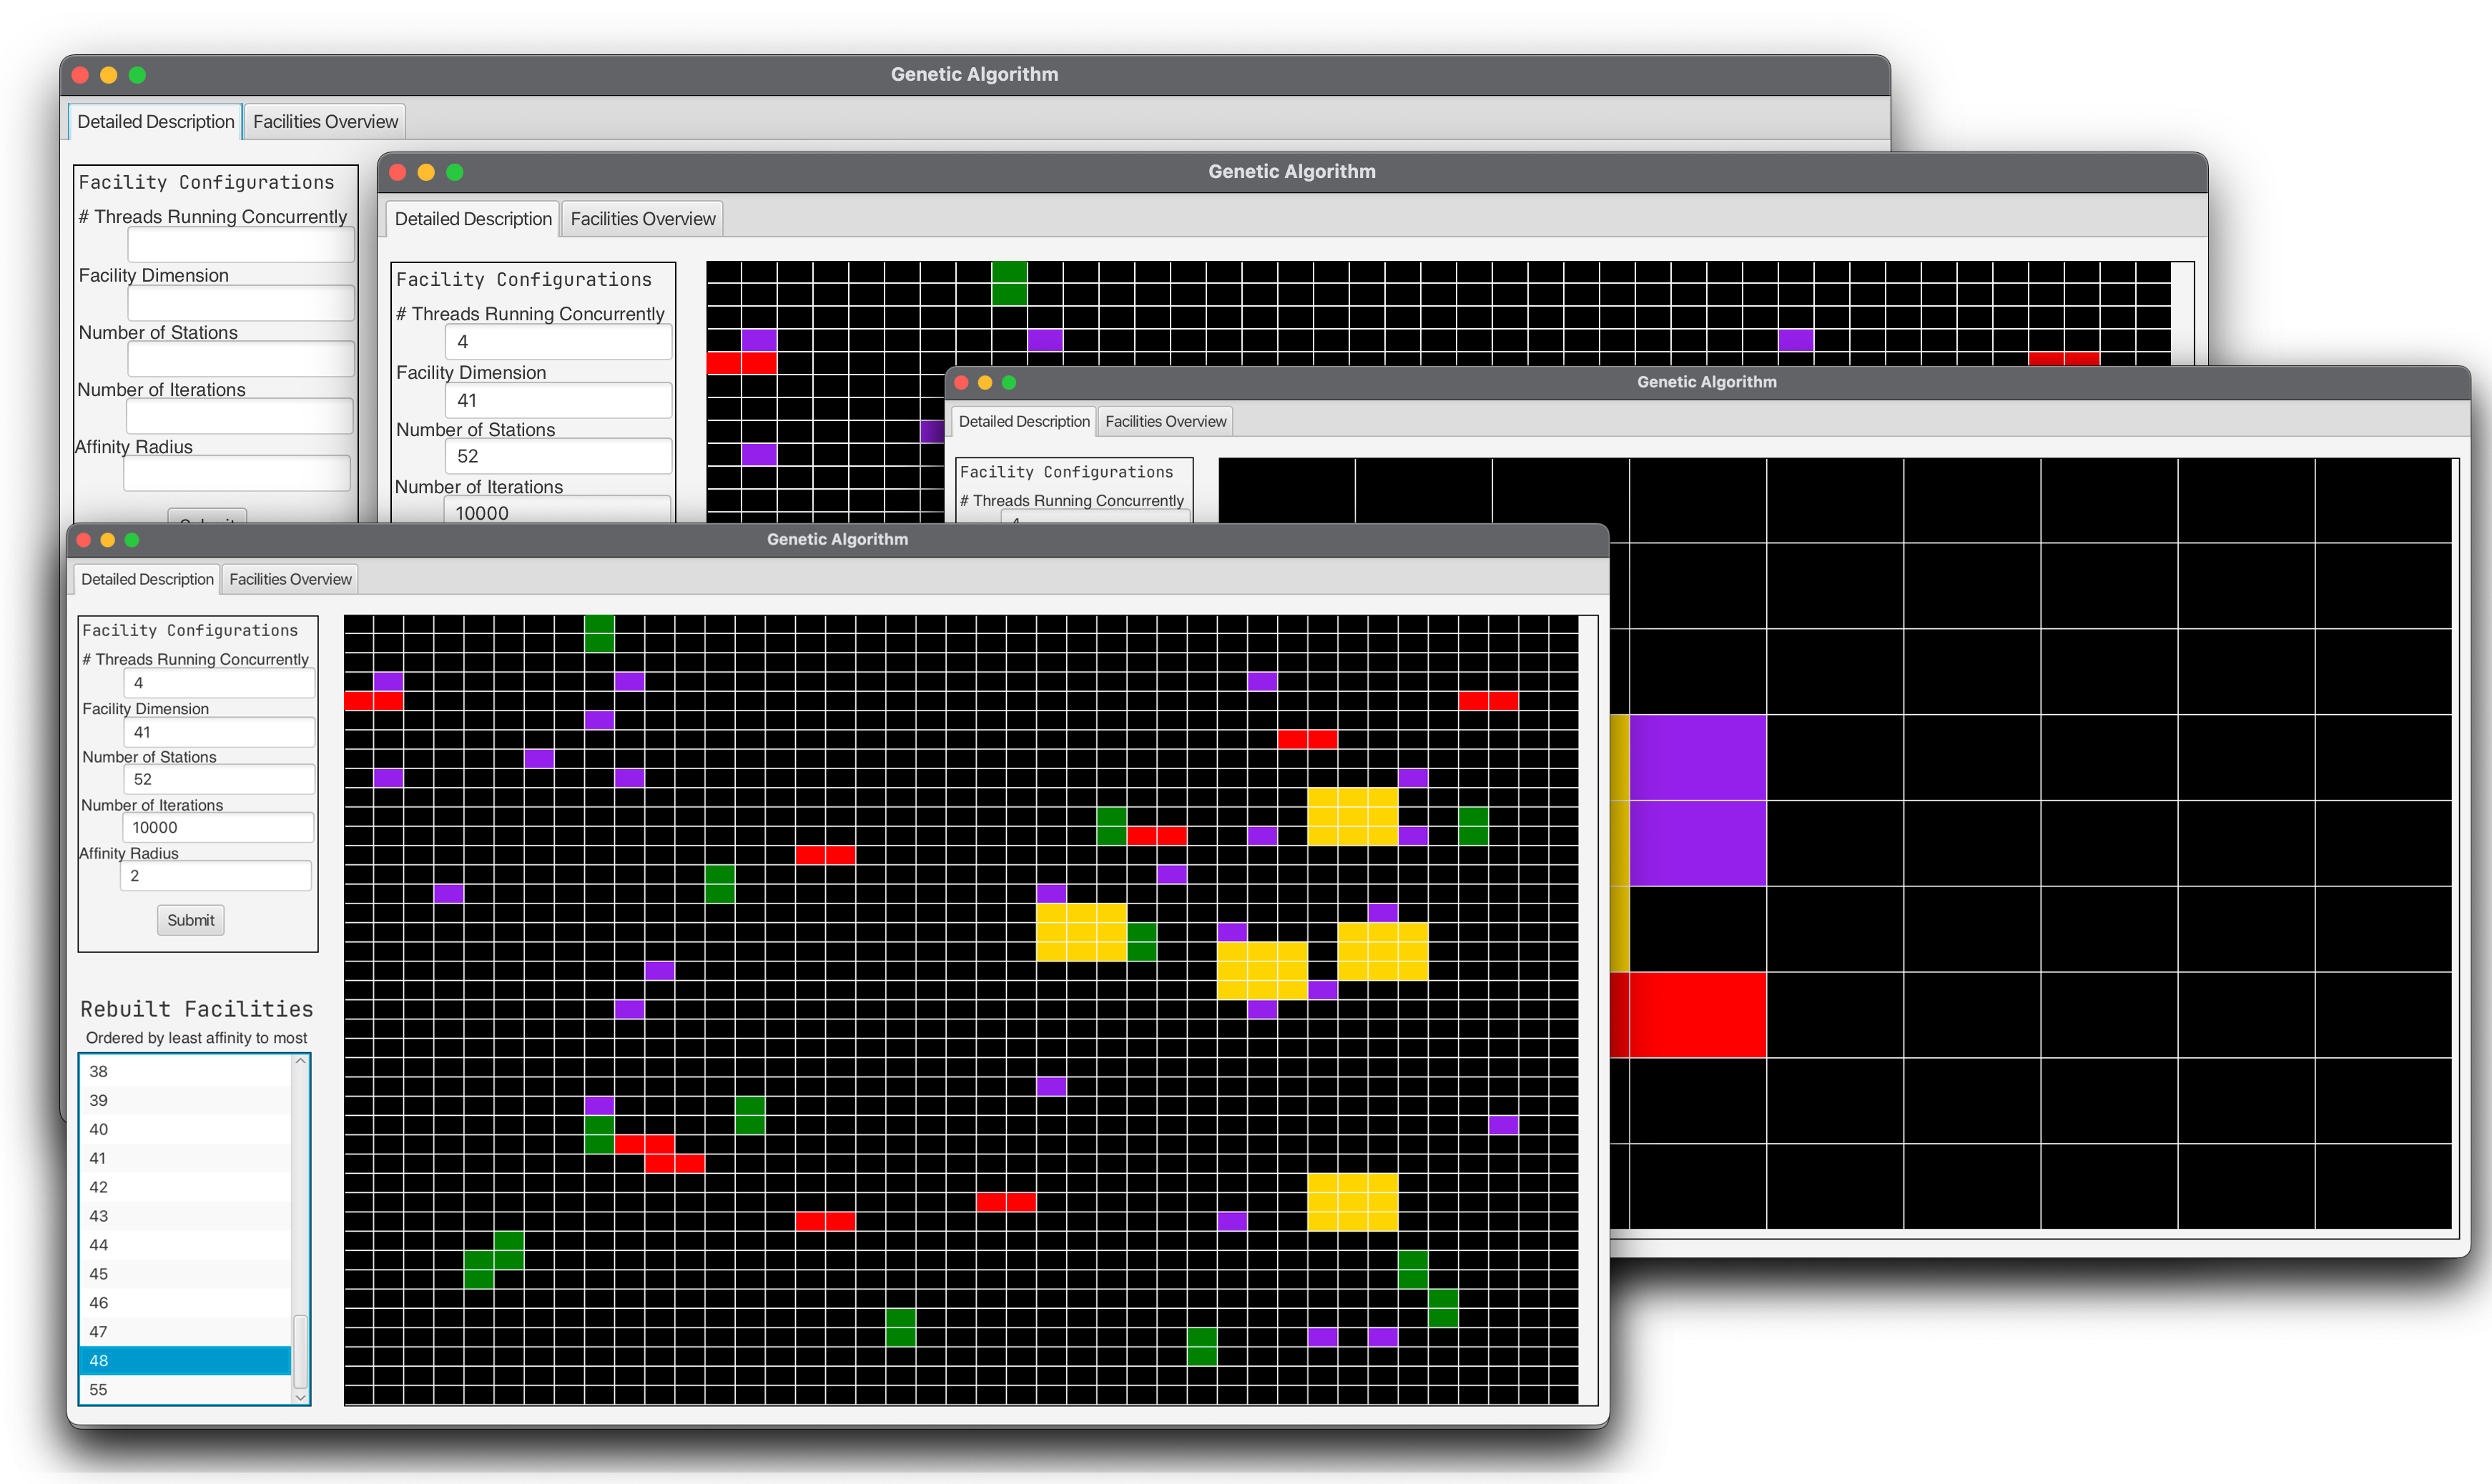 Genetic Algorithm
Detailed Description Facilities Overview
Facility Configurations
# Threads Running Concurrently
Facility Dimension
Number of Stations
Number of Iterations
Affinity Radius
Genetic Algorithm
Detailed Description Facilities Overview
Facility Configurations
# Threads Running Concurrently
4
Facility Dimension
41
Number of Stations
52
Number of Iterations
10000
Genetic Algorithm
Detailed Description Facilities Overview
Facility Configurations
# Threads Running Concurrently
Genetic Algorithm
Detailed Description Facilities Overview
Facility Configurations
# Threads Running Concurrently
4
Facility Dimension
41
Number of Stations
52
Number of Iterations
10000
Affinity Radius
2
Submit
Rebuilt Facilities
Ordered by least affinity to most
38
39
40
41
42
43
44
45
46
47
48
55